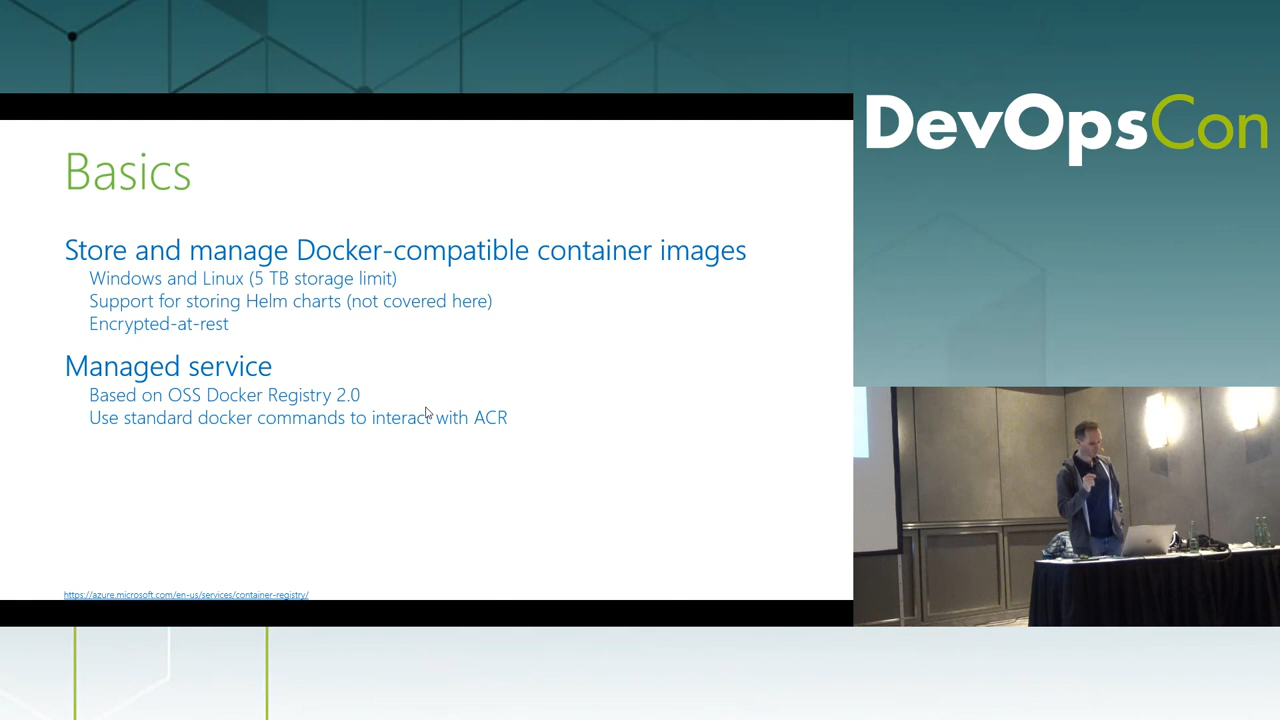 DevOpsCon
Basics
Store and manage Docker-compatible container images
Windows and Linux (5 TB storage limit)
Support for storing Helm charts (not covered here)
Encrypted-at-rest
Managed service
Based on OSS Docker Registry 2.0
Use standard docker commands to interact with ACR
https://azure.microsoft.com/en-us/services/container-registry/